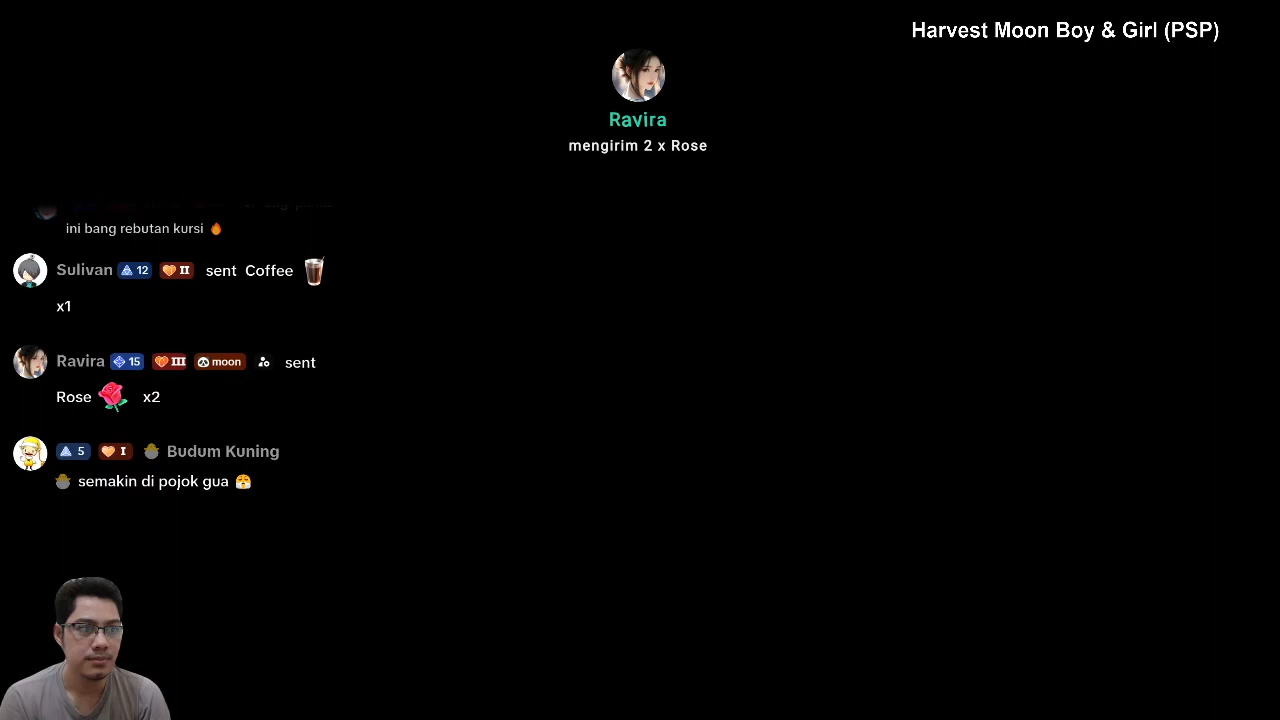 Harvest Moon Boy & Girl (PSP)
Ravira
mengirim 2 x Rose
ini bang rebutan kursi 🔥
Sulivan 12 II sent Coffee
x1
Ravira 15 III moon sent
Rose x2
5 I Budum Kuning
semakin di pojok gua 😤